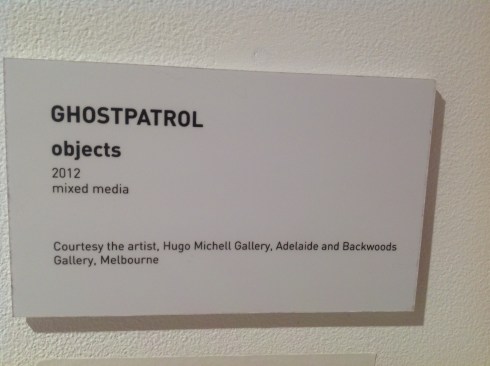 GHOSTPATROL
objects
2012
mixed media
Courtesy the artist, Hugo Michell Gallery, Adelaide and Backwoods
Gallery, Melbourne